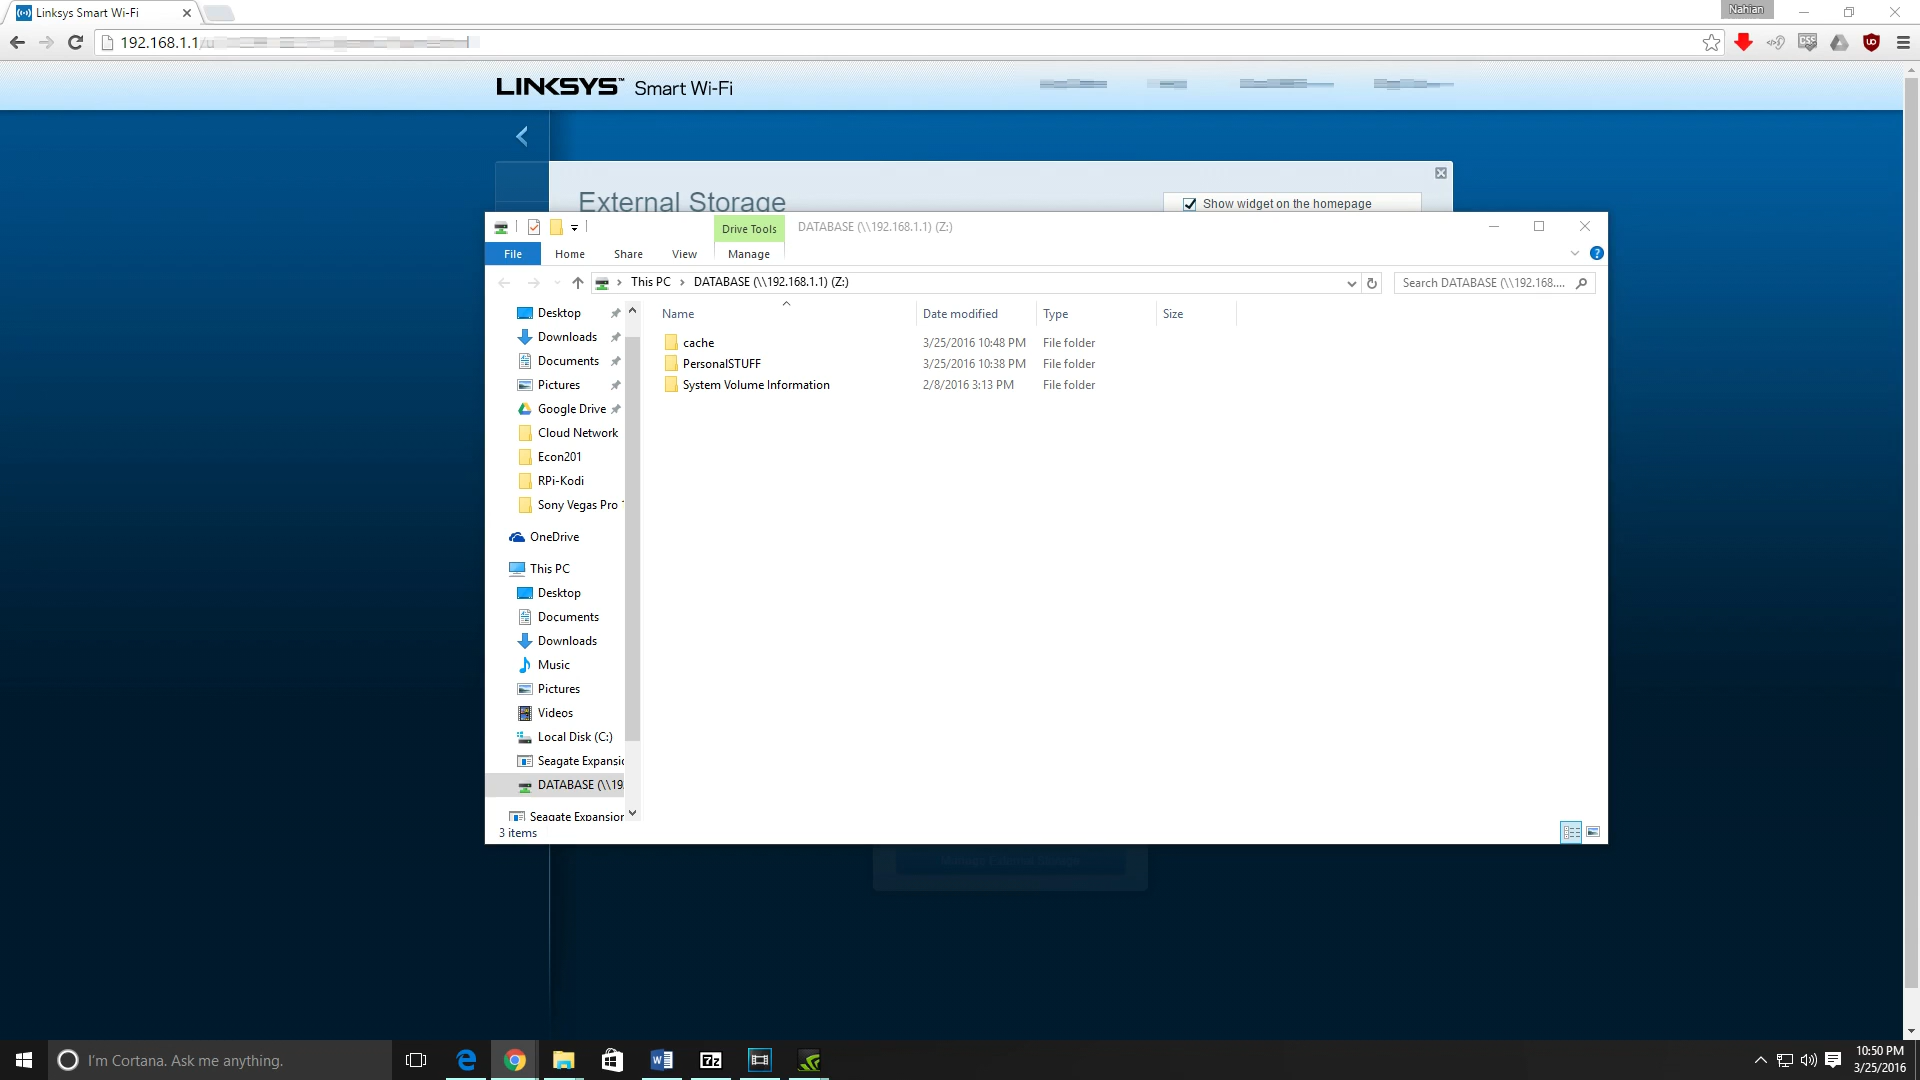 Linksys Smart Wi-Fi
Nahian
192.168.1.1/
LINKSYS™ Smart Wi-Fi
External Storage
Show widget on the homepage
Drive Tools
DATABASE (\\192.168.1.1) (Z:)
File Home Share View Manage
This PC > DATABASE (\\192.168.1.1) (Z:)
Search DATABASE (\\192.168....
Name Date modified Type Size
cache 3/25/2016 10:48 PM File folder
PersonalSTUFF 3/25/2016 10:38 PM File folder
System Volume Information 2/8/2016 3:13 PM File folder
Desktop
Downloads
Documents
Pictures
Google Drive
Cloud Network
Econ201
RPi-Kodi
Sony Vegas Pro
OneDrive
This PC
Desktop
Documents
Downloads
Music
Pictures
Videos
Local Disk (C:)
Seagate Expansio
DATABASE (\\19
Seagate Expansion
3 items
I'm Cortana. Ask me anything.
10:50 PM
3/25/2016